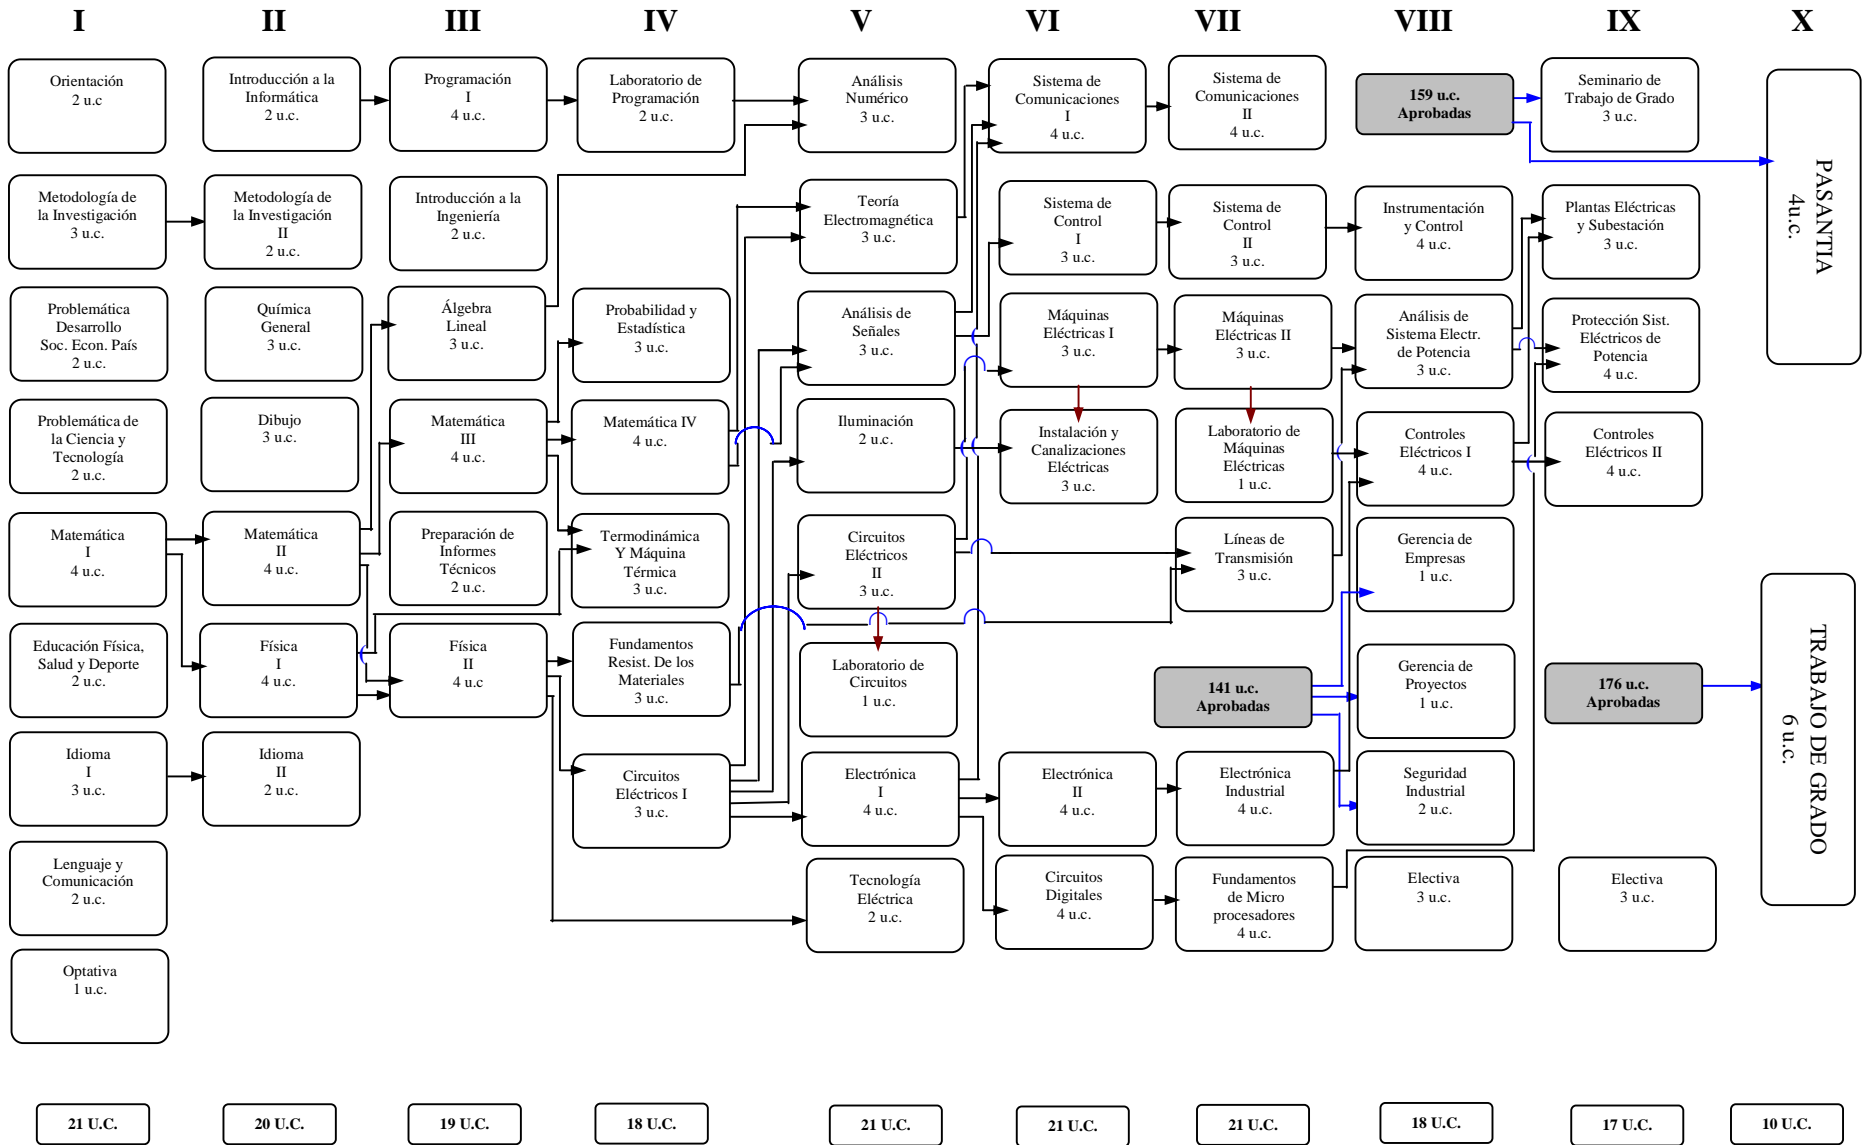 I
II
III
IV
V
VI
VII
VIII
IX
X
Orientación
2 u.c
Metodología de
la Investigación
3 u.c.
Problemática
Desarrollo
Soc. Econ. País
2 u.c.
Problemática de
la Ciencia y
Tecnología
2 u.c.
Matemática
I
4 u.c.
Educación Física,
Salud y Deporte
2 u.c.
Idioma
I
3 u.c.
Lenguaje y
Comunicación
2 u.c.
Optativa
1 u.c.
21 U.C.
Introducción a la
Informática
2 u.c.
Metodología de
la Investigación
II
2 u.c.
Química
General
3 u.c.
Dibujo
3 u.c.
Matemática
II
4 u.c.
Física
I
4 u.c.
Idioma
II
2 u.c.
20 U.C.
Programación
I
4 u.c.
Introducción a la
Ingeniería
2 u.c.
Álgebra
Lineal
3 u.c.
Matemática
III
4 u.c.
Preparación de
Informes
Técnicos
2 u.c.
Física
II
4 u.c
19 U.C.
Laboratorio de
Programación
2 u.c.
Probabilidad y
Estadística
3 u.c.
Matemática IV
4 u.c.
Termodinámica
Y Máquina
Térmica
3 u.c.
Fundamentos
Resist. De los
Materiales
3 u.c.
Circuitos
Eléctricos I
3 u.c.
18 U.C.
Análisis
Numérico
3 u.c.
Teoría
Electromagnética
3 u.c.
Análisis de
Señales
3 u.c.
Iluminación
2 u.c.
Circuitos
Eléctricos
II
3 u.c.
Laboratorio de
Circuitos
1 u.c.
Electrónica
I
4 u.c.
Tecnología
Eléctrica
2 u.c.
21 U.C.
Sistema de
Comunicaciones
I
4 u.c.
Sistema de
Control
I
3 u.c.
Máquinas
Eléctricas I
3 u.c.
Instalación y
Canalizaciones
Eléctricas
3 u.c.
Electrónica
II
4 u.c.
Circuitos
Digitales
4 u.c.
21 U.C.
Sistema de
Comunicaciones
II
4 u.c.
Sistema de
Control
II
3 u.c.
Máquinas
Eléctricas II
3 u.c.
Laboratorio de
Máquinas
Eléctricas
1 u.c.
Líneas de
Transmisión
3 u.c.
141 u.c.
Aprobadas
Electrónica
Industrial
4 u.c.
Fundamentos
de Micro
procesadores
4 u.c.
21 U.C.
159 u.c.
Aprobadas
Instrumentación
y Control
4 u.c.
Análisis de
Sistema Electr.
de Potencia
3 u.c.
Controles
Eléctricos I
4 u.c.
Gerencia de
Empresas
1 u.c.
Gerencia de
Proyectos
1 u.c.
Seguridad
Industrial
2 u.c.
Electiva
3 u.c.
18 U.C.
Seminario de
Trabajo de Grado
3 u.c.
Plantas Eléctricas
y Subestación
3 u.c.
Protección Sist.
Eléctricos de
Potencia
4 u.c.
Controles
Eléctricos II
4 u.c.
176 u.c.
Aprobadas
Electiva
3 u.c.
17 U.C.
PASANTIA
4u.c.
TRABAJO DE GRADO
6 u.c.
10 U.C.